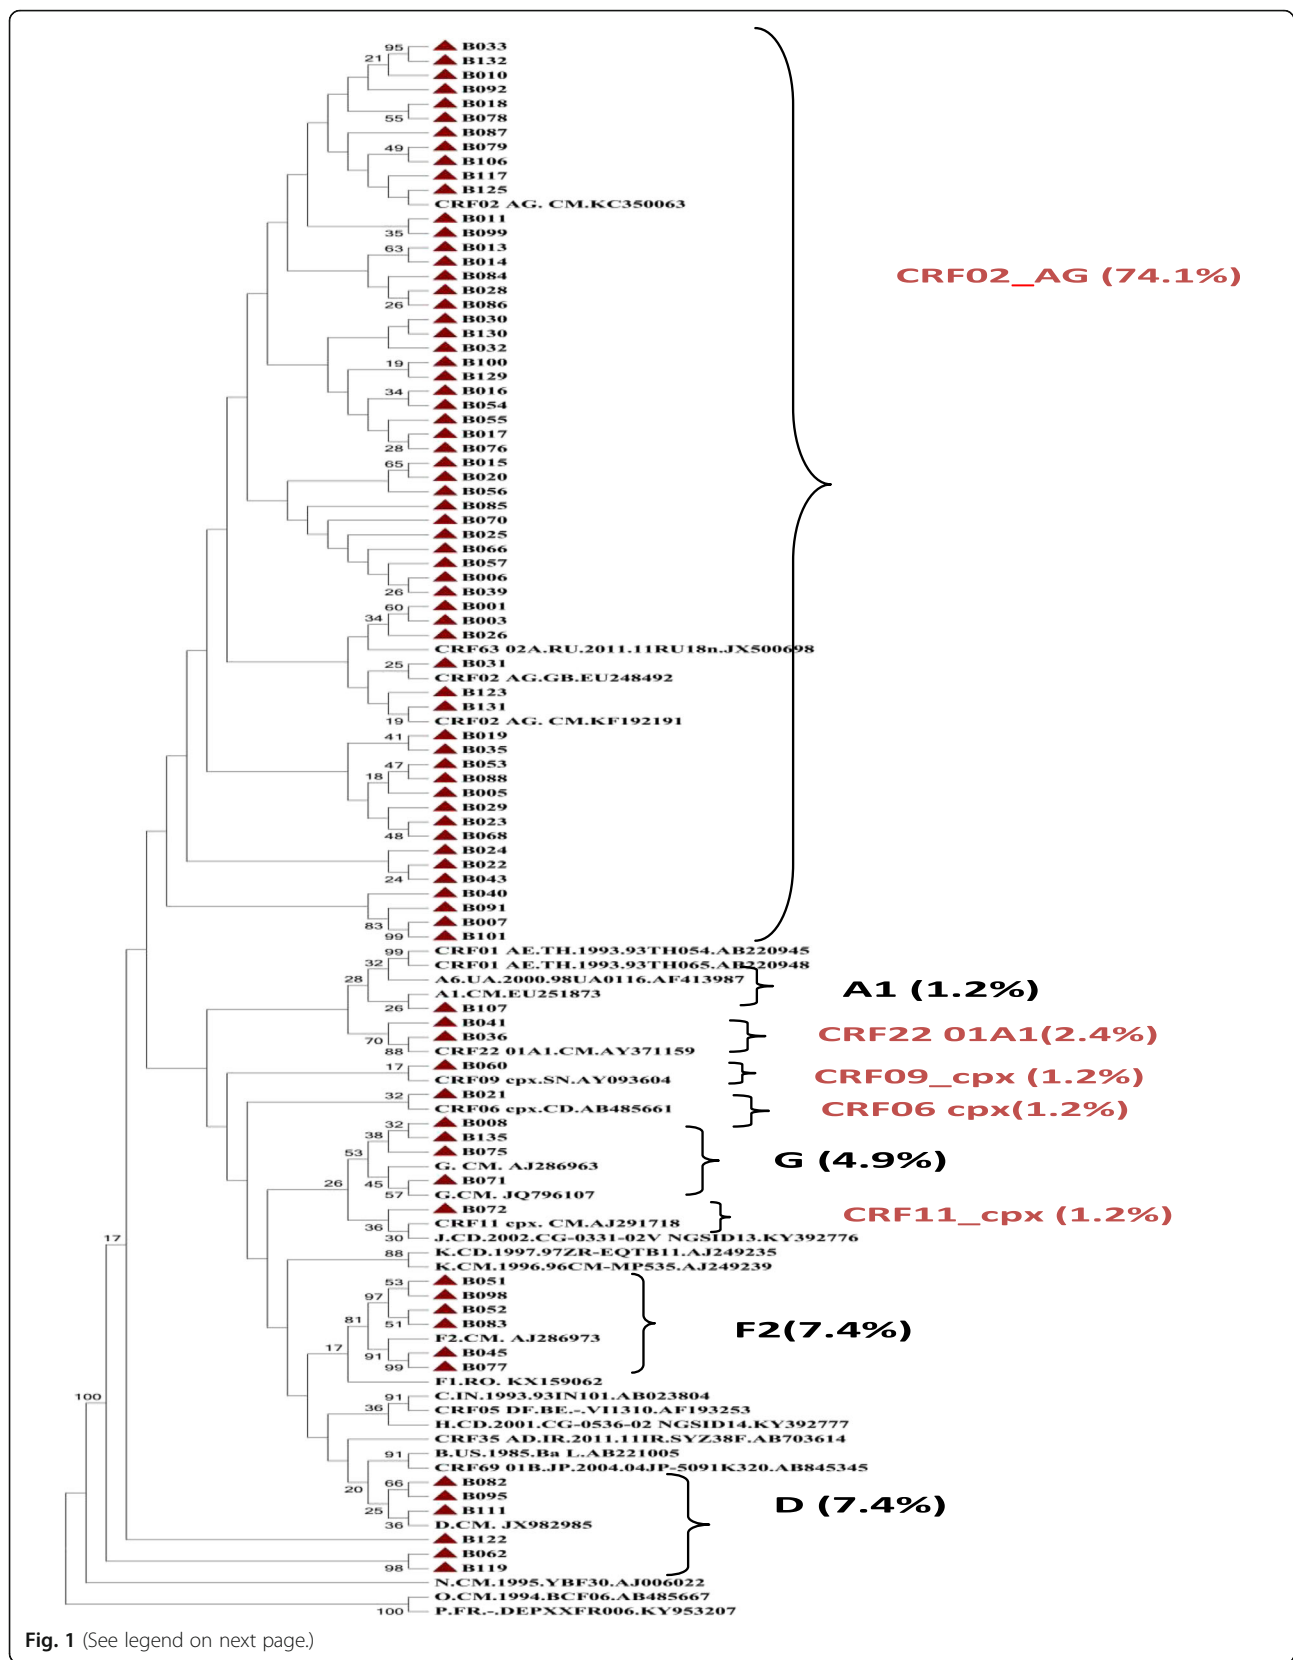 95
B033
21
B132
B010
B092
B018
55
B078
B087
49
B079
B106
B117
B125
CRF02 AG. CM.KC350063
B011
35
B099
63
B013
B014
B084
B028
26
B086
B030
B130
B032
19
B100
B129
34
B016
B054
B055
B017
28
B076
65
B015
B020
B056
B085
B070
B025
B066
B057
B006
26
B039
60
B001
34
B003
B026
CRF63 02A.RU.2011.11RU18n.JX500698
25
B031
CRF02 AG.GB.EU248492
B123
B131
19
CRF02 AG. CM.KF192191
41
B019
B035
47
B053
18
B088
B005
B029
B023
48
B068
B024
B022
24
B043
B040
B091
83
B007
99
B101
CRF02_AG (74.1%)
99
CRF01 AE.TH.1993.93TH054.AB220945
32
CRF01 AE.TH.1993.93TH065.AB220948
28
A6.UA.2000.98UA0116.AF413987
A1.CM.EU251873
26
B107
A1 (1.2%)
B041
70
B036
88
CRF22 01A1.CM.AY371159
CRF22 01A1(2.4%)
17
B060
CRF09 cpx.SN.AY093604
CRF09_cpx (1.2%)
32
B021
CRF06 cpx.CD.AB485661
CRF06 cpx(1.2%)
32
B008
38
B135
53
B075
G. CM. AJ286963
26
45
B071
57
G.CM. JQ796107
G (4.9%)
B072
36
CRF11 cpx. CM.AJ291718
CRF11_cpx (1.2%)
30
J.CD.2002.CG-0331-02V NGSID13.KY392776
17
88
K.CD.1997.97ZR-EQTB11.AJ249235
K.CM.1996.96CM-MP535.AJ249239
53
B051
97
B098
B052
81
51
B083
F2.CM. AJ286973
17
91
B045
99
B077
F2(7.4%)
F1.RO. KX159062
91
C.IN.1993.93IN101.AB023804
100
36
CRF05 DF.BE.-.VI1310.AF193253
H.CD.2001.CG-0536-02 NGSID14.KY392777
CRF35 AD.IR.2011.11IR.SYZ38F.AB703614
91
B.US.1985.Ba L.AB221005
CRF69 01B.JP.2004.04JP-5091K320.AB845345
66
B082
20
B095
25
B111
36
D.CM. JX982985
D (7.4%)
B122
B062
98
B119
N.CM.1995.YBF30.AJ006022
O.CM.1994.BCF06.AB485667
100
P.FR.-.DEPXXFR006.KY953207
Fig. 1 (See legend on next page.)